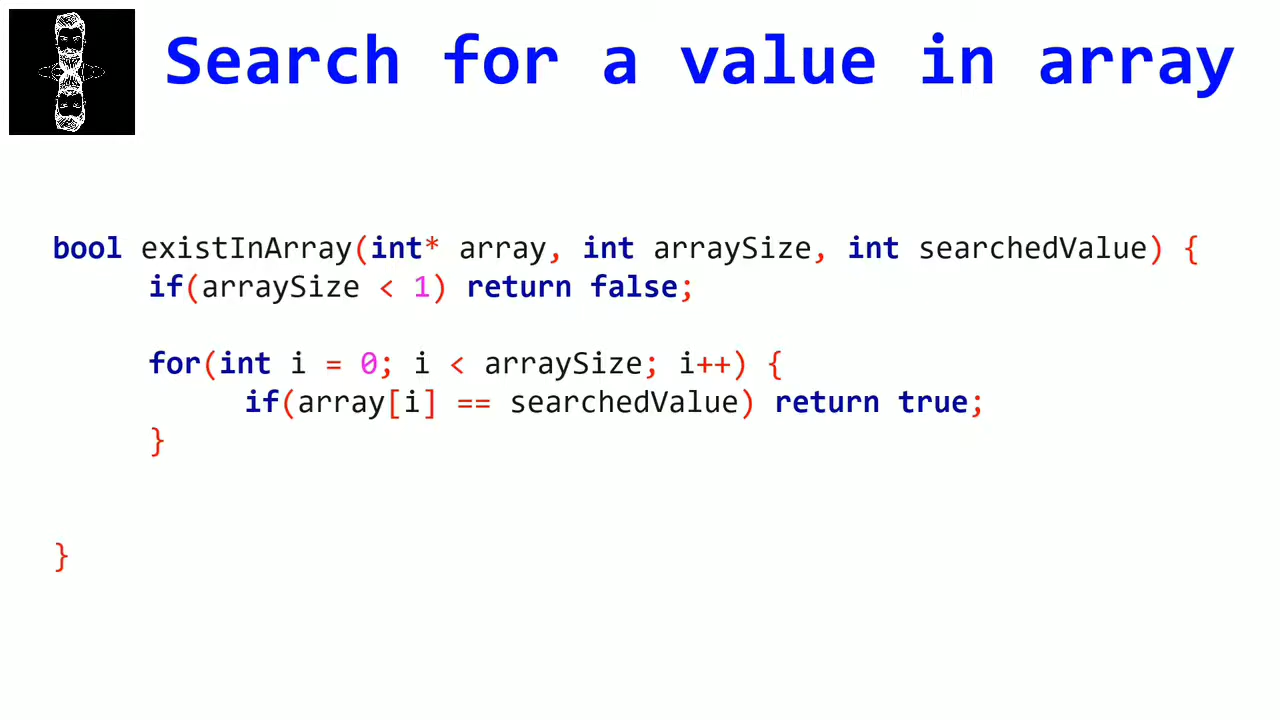 Search for a value in array
bool existInArray(int* array, int arraySize, int searchedValue) {
if(arraySize < 1) return false;
for(int i = 0; i < arraySize; i++) {
if(array[i] == searchedValue) return true;
}
}